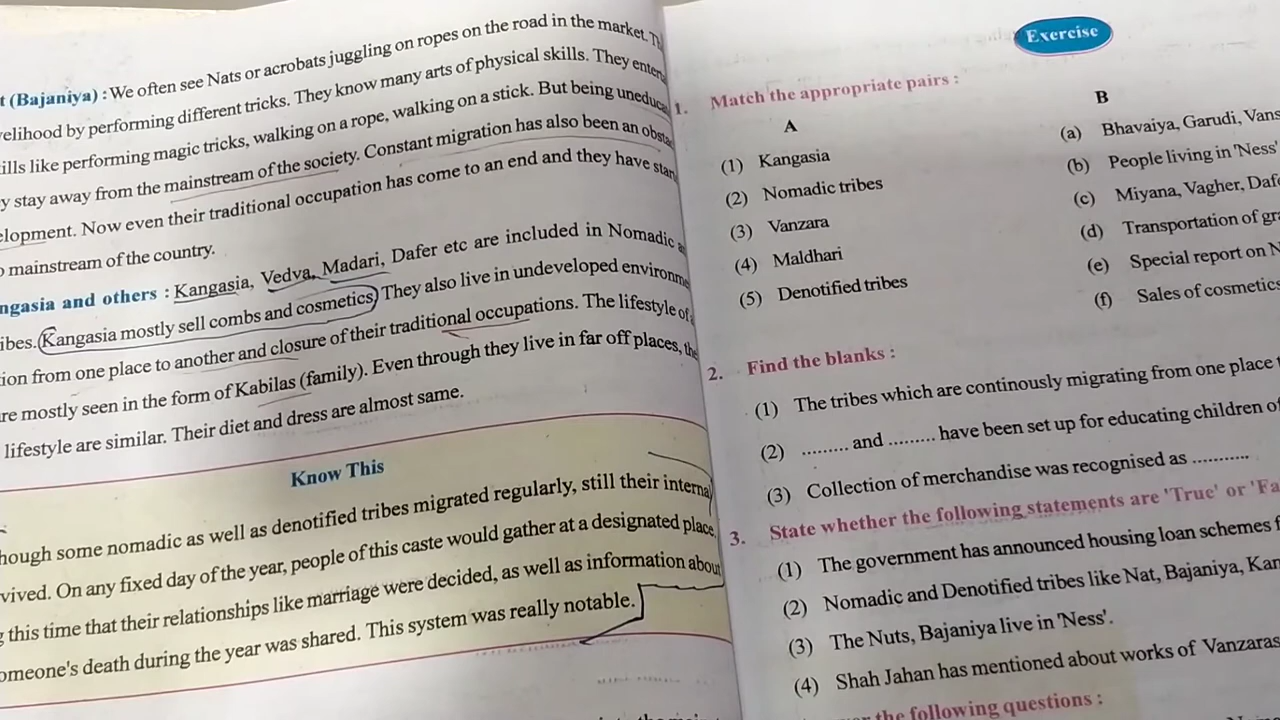 t (Bajaniya) : We often see Nats or acrobats juggling on ropes on the road in the market.
velihood by performing different tricks. They know many arts of physical skills. They
ills like performing magic tricks, walking on a rope, walking on a stick. But being
y stay away from the mainstream of the society. Constant migration has also been an
elopment. Now even their traditional occupation has come to an end and they have
o mainstream of the country.
ngasia and others : Kangasia, Vedva, Madari, Dafer etc are included in Nomadic
ibes. Kangasia mostly sell combs and cosmetics. They also live in undeveloped
ion from one place to another and closure of their traditional occupations. The lifestyle of
re mostly seen in the form of Kabilas (family). Even through they live in far off places,
lifestyle are similar. Their diet and dress are almost same.
Know This
hough some nomadic as well as denotified tribes migrated regularly, still their internal
vived. On any fixed day of the year, people of this caste would gather at a designated place.
g this time that their relationships like marriage were decided, as well as information about
omeone's death during the year was shared. This system was really notable.
Exercise
1. Match the appropriate pairs :
A B
(1) Kangasia (a) Bhavaiya, Garudi, Vans
(2) Nomadic tribes (b) People living in 'Ness'
(3) Vanzara (c) Miyana, Vagher, Dafe
(4) Maldhari (d) Transportation of gra
(5) Denotified tribes (e) Special report on N
(f) Sales of cosmetics
2. Find the blanks :
(1) The tribes which are continously migrating from one place
(2) ......... and ......... have been set up for educating children of
(3) Collection of merchandise was recognised as ...........
3. State whether the following statements are 'True' or 'Fa
(1) The government has announced housing loan schemes f
(2) Nomadic and Denotified tribes like Nat, Bajaniya, Kan
(3) The Nuts, Bajaniya live in 'Ness'.
(4) Shah Jahan has mentioned about works of Vanzaras
the following questions :